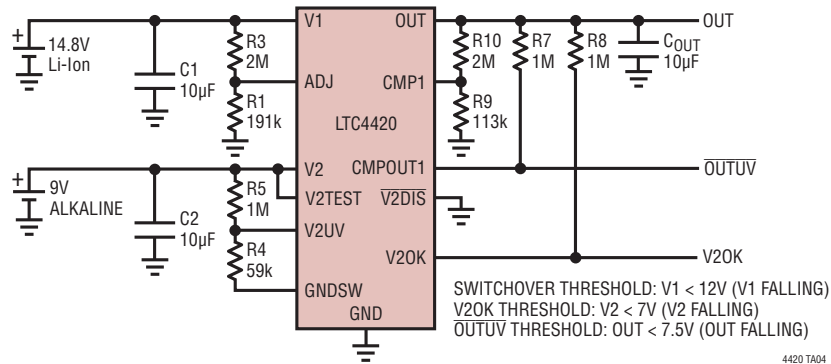 V1
OUT
OUT
+
14.8V
Li-Ion
C1
10µF
R3
2M
R1
191k
ADJ
CMP1
LTC4420
R10
2M
R9
113k
R7
1M
R8
1M
COUT
10µF
+
9V
ALKALINE
C2
10µF
R5
1M
R4
59k
V2
V2TEST
V2UV
GNDSW
GND
CMPOUT1
OUTUV
V2DIS
V2OK
V2OK
SWITCHOVER THRESHOLD: V1 < 12V (V1 FALLING)
V2OK THRESHOLD: V2 < 7V (V2 FALLING)
OUTUV THRESHOLD: OUT < 7.5V (OUT FALLING)
4420 TA04